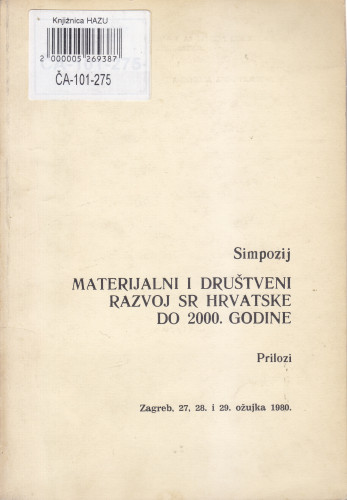 Knjižnica HAZU
2 000005 269387
ČA-101-275
Simpozij
MATERIJALNI I DRUŠTVENI
RAZVOJ SR HRVATSKE
DO 2000. GODINE
Prilozi
Zagreb, 27, 28. i 29. ožujka 1980.